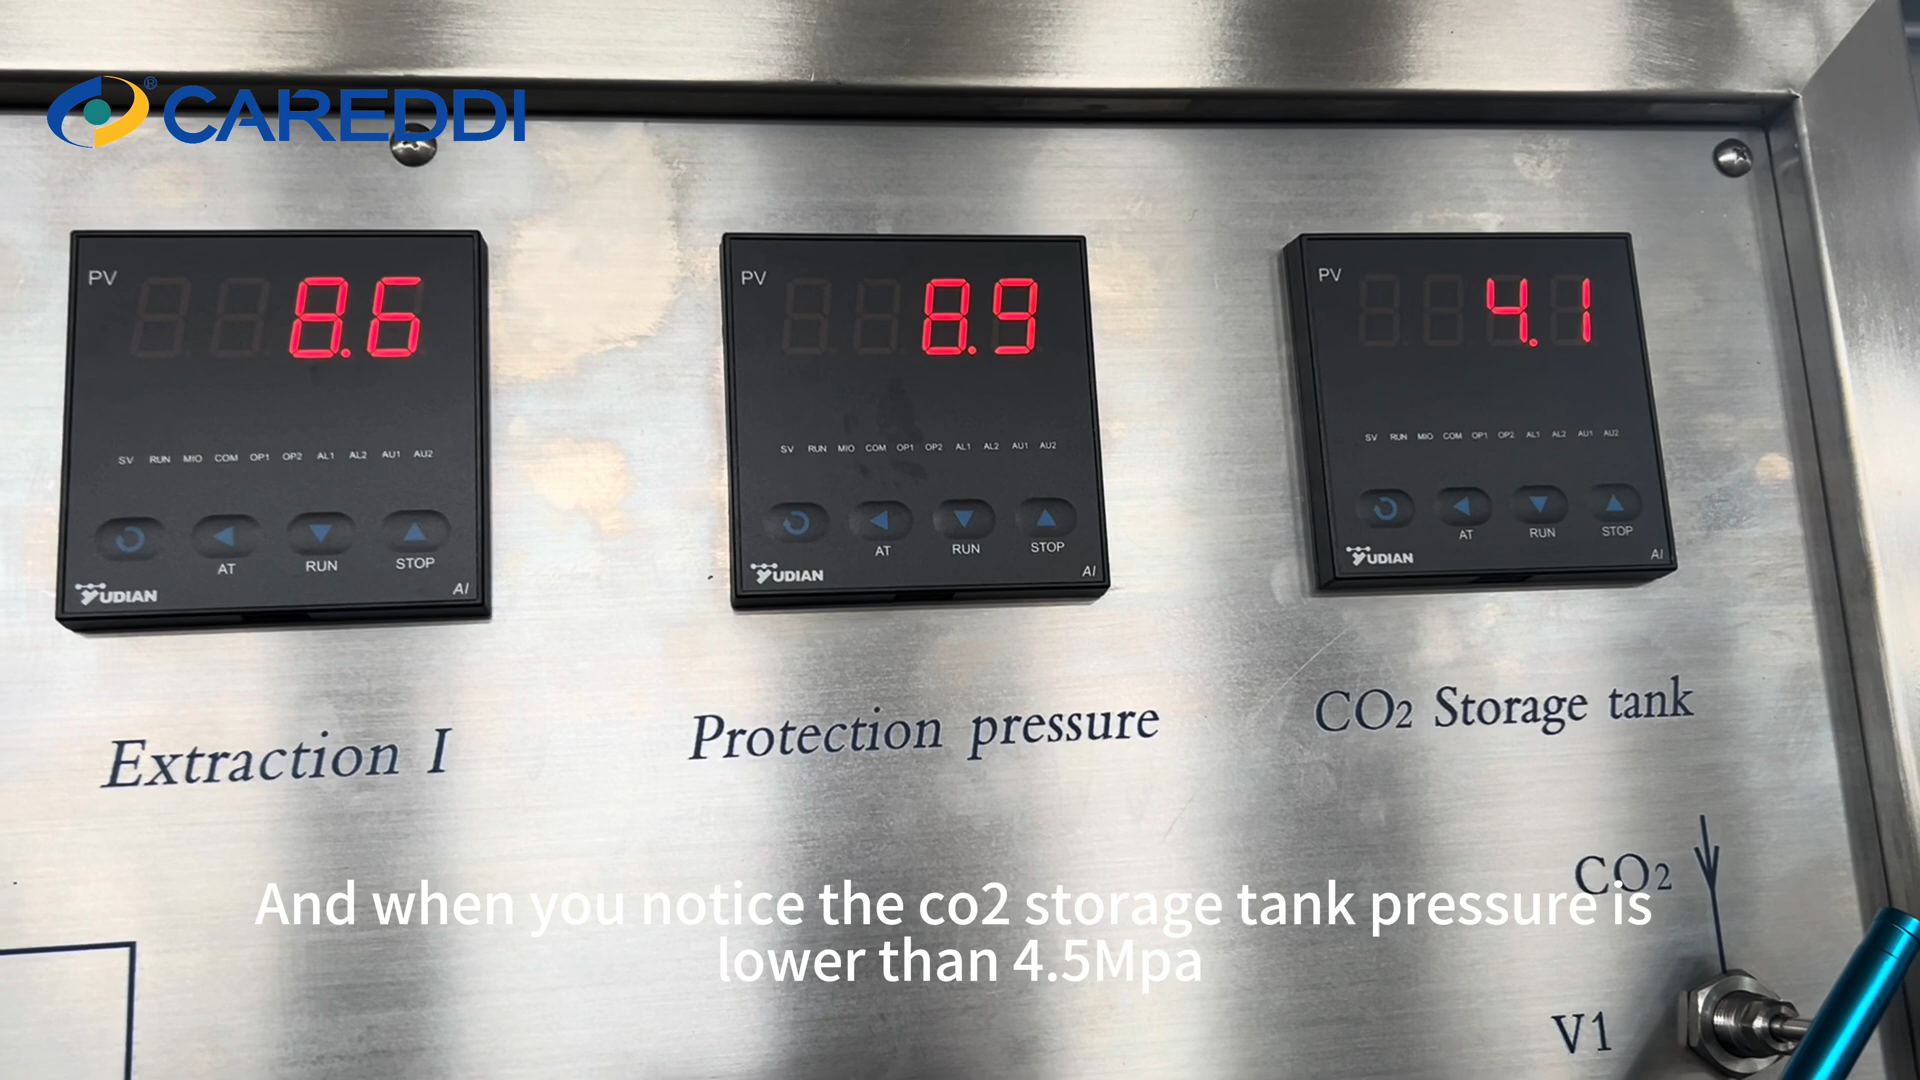 CAREDDI®
PV
8.6
SV RUN MIO COM OP1 OP2 AL1 AL2 AU1 AU2
AT RUN STOP
YUDIAN AI
PV
8.9
SV RUN MIO COM OP1 OP2 AL1 AL2 AU1 AU2
AT RUN STOP
YUDIAN AI
PV
4.1
SV RUN MIO COM OP1 OP2 AL1 AL2 AU1 AU2
AT RUN STOP
YUDIAN AI
Extraction I
Protection pressure
CO2 Storage tank
CO2
And when you notice the co2 storage tank pressure is
lower than 4.5Mpa
V1